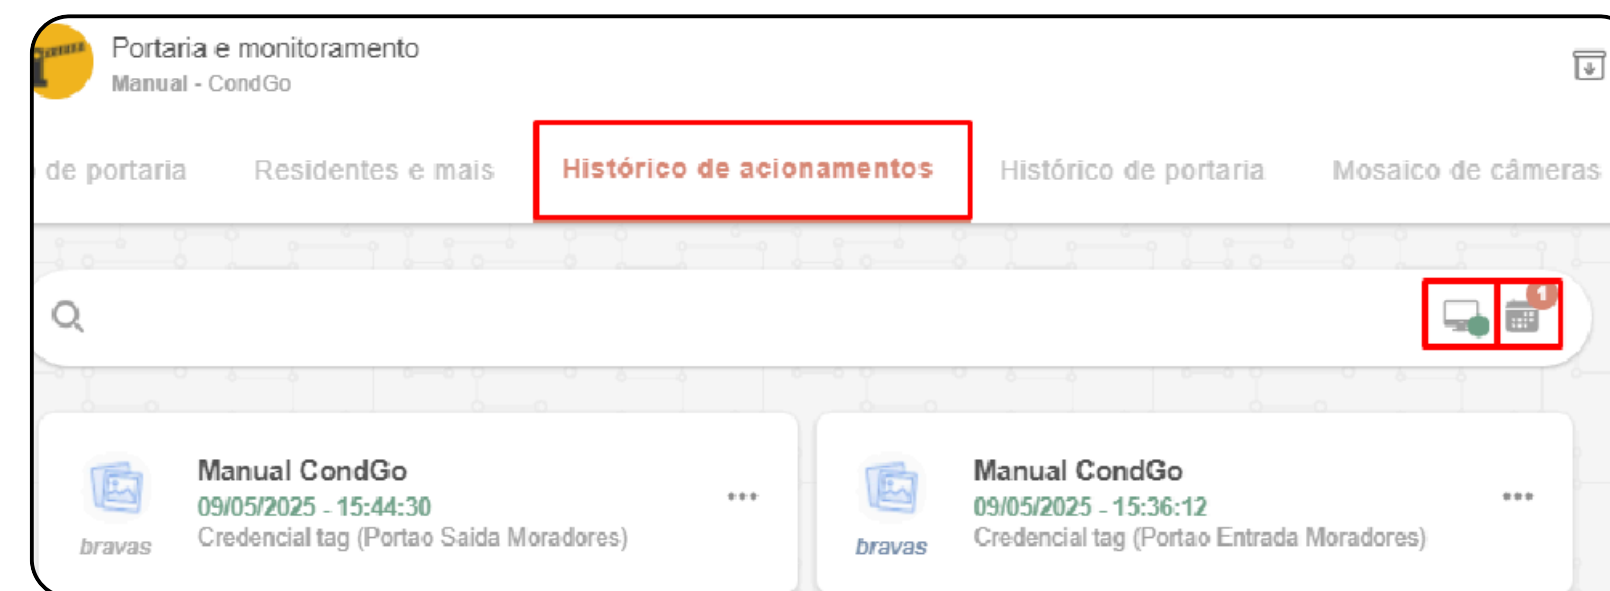 Portaria e monitoramento
Manual - CondGo
de portaria
Residentes e mais
Histórico de acionamentos
Histórico de portaria
Mosaico de câmeras
1
Manual CondGo
09/05/2025 - 15:44:30
Credencial tag (Portao Saida Moradores)
bravas
Manual CondGo
09/05/2025 - 15:36:12
Credencial tag (Portao Entrada Moradores)
bravas